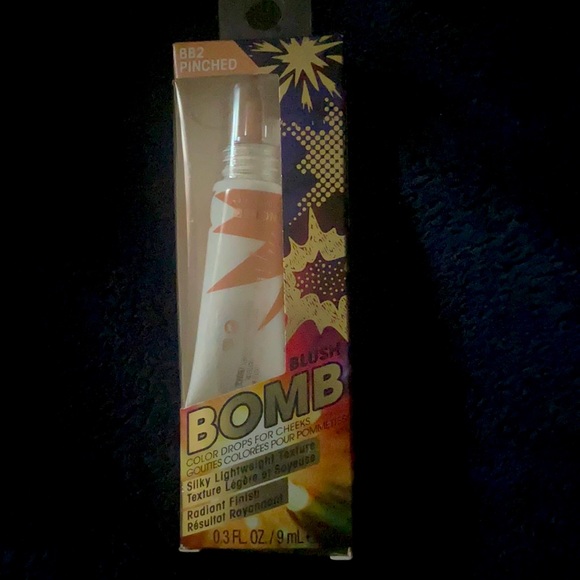 BB2
PINCHED
BLUSH
BOMB
COLOR DROPS FOR CHEEKS
GOUTTES COLORÉES POUR POMMETTES
Silky Lightweight Texture
Texture Légère et Soyeuse
Radiant Finish
Résultat Rayonnant
0.3 FL. OZ. / 9 mL